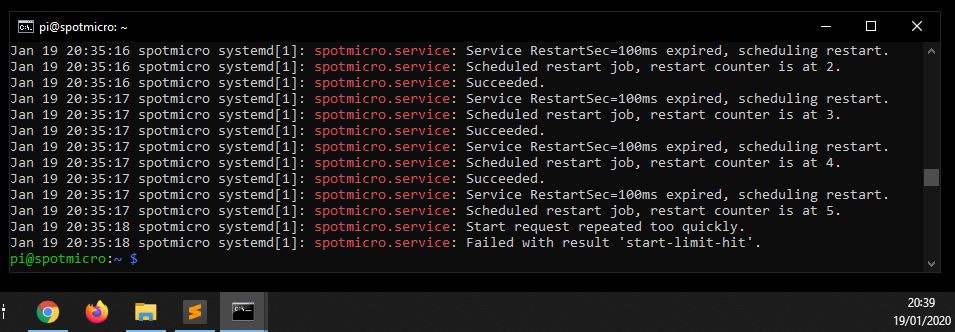 pi@spotmicro: ~
Jan 19 20:35:16 spotmicro systemd[1]: spotmicro.service: Service RestartSec=100ms expired, scheduling restart.
Jan 19 20:35:16 spotmicro systemd[1]: spotmicro.service: Scheduled restart job, restart counter is at 2.
Jan 19 20:35:16 spotmicro systemd[1]: spotmicro.service: Succeeded.
Jan 19 20:35:17 spotmicro systemd[1]: spotmicro.service: Service RestartSec=100ms expired, scheduling restart.
Jan 19 20:35:17 spotmicro systemd[1]: spotmicro.service: Scheduled restart job, restart counter is at 3.
Jan 19 20:35:17 spotmicro systemd[1]: spotmicro.service: Succeeded.
Jan 19 20:35:17 spotmicro systemd[1]: spotmicro.service: Service RestartSec=100ms expired, scheduling restart.
Jan 19 20:35:17 spotmicro systemd[1]: spotmicro.service: Scheduled restart job, restart counter is at 4.
Jan 19 20:35:17 spotmicro systemd[1]: spotmicro.service: Succeeded.
Jan 19 20:35:17 spotmicro systemd[1]: spotmicro.service: Service RestartSec=100ms expired, scheduling restart.
Jan 19 20:35:17 spotmicro systemd[1]: spotmicro.service: Scheduled restart job, restart counter is at 5.
Jan 19 20:35:18 spotmicro systemd[1]: spotmicro.service: Start request repeated too quickly.
Jan 19 20:35:18 spotmicro systemd[1]: spotmicro.service: Failed with result 'start-limit-hit'.
pi@spotmicro:~ $
20:39
19/01/2020